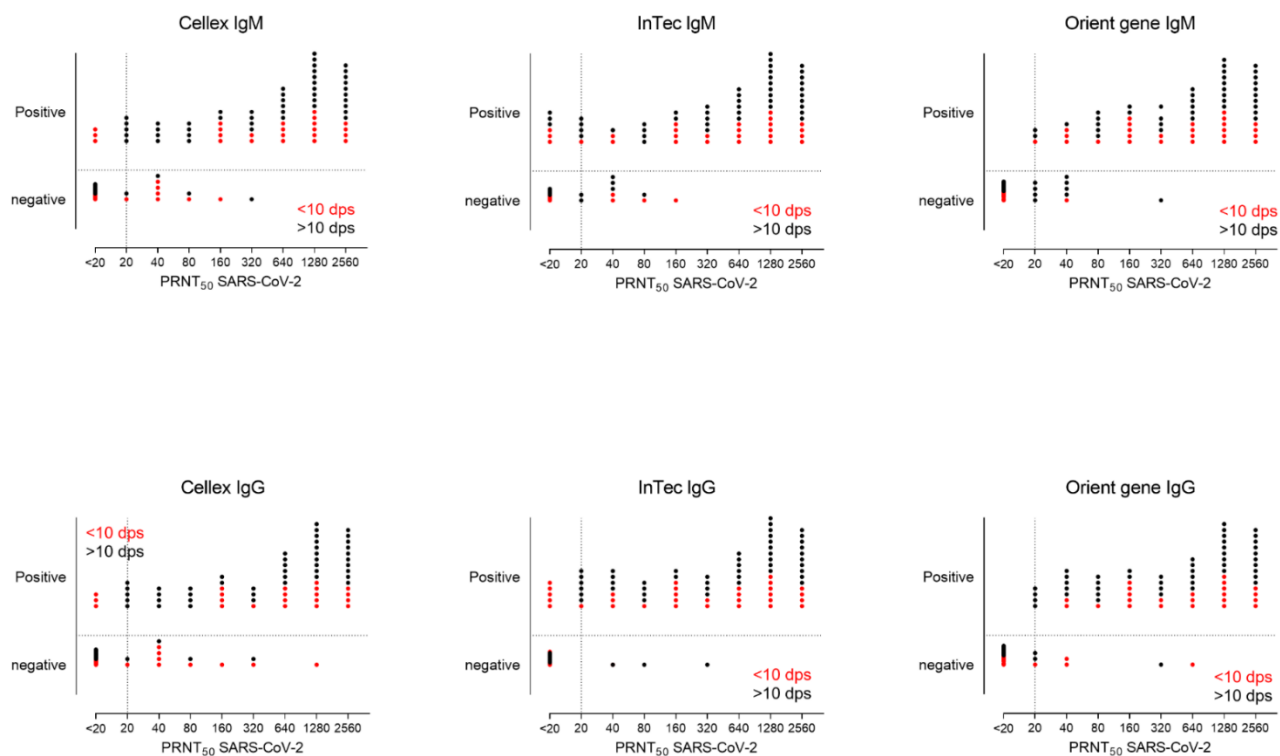 Cellex IgM
Positive
negative
<10 dps
>10 dps
<20 20 40 80 160 320 640 1280 2560
PRNT₅₀ SARS-CoV-2
InTec IgM
Positive
negative
<10 dps
>10 dps
<20 20 40 80 160 320 640 1280 2560
PRNT₅₀ SARS-CoV-2
Orient gene IgM
Positive
negative
<10 dps
>10 dps
<20 20 40 80 160 320 640 1280 2560
PRNT₅₀ SARS-CoV-2
Cellex IgG
<10 dps
>10 dps
Positive
negative
<20 20 40 80 160 320 640 1280 2560
PRNT₅₀ SARS-CoV-2
InTec IgG
Positive
negative
<10 dps
>10 dps
<20 20 40 80 160 320 640 1280 2560
PRNT₅₀ SARS-CoV-2
Orient gene IgG
Positive
negative
<10 dps
>10 dps
<20 20 40 80 160 320 640 1280 2560
PRNT₅₀ SARS-CoV-2